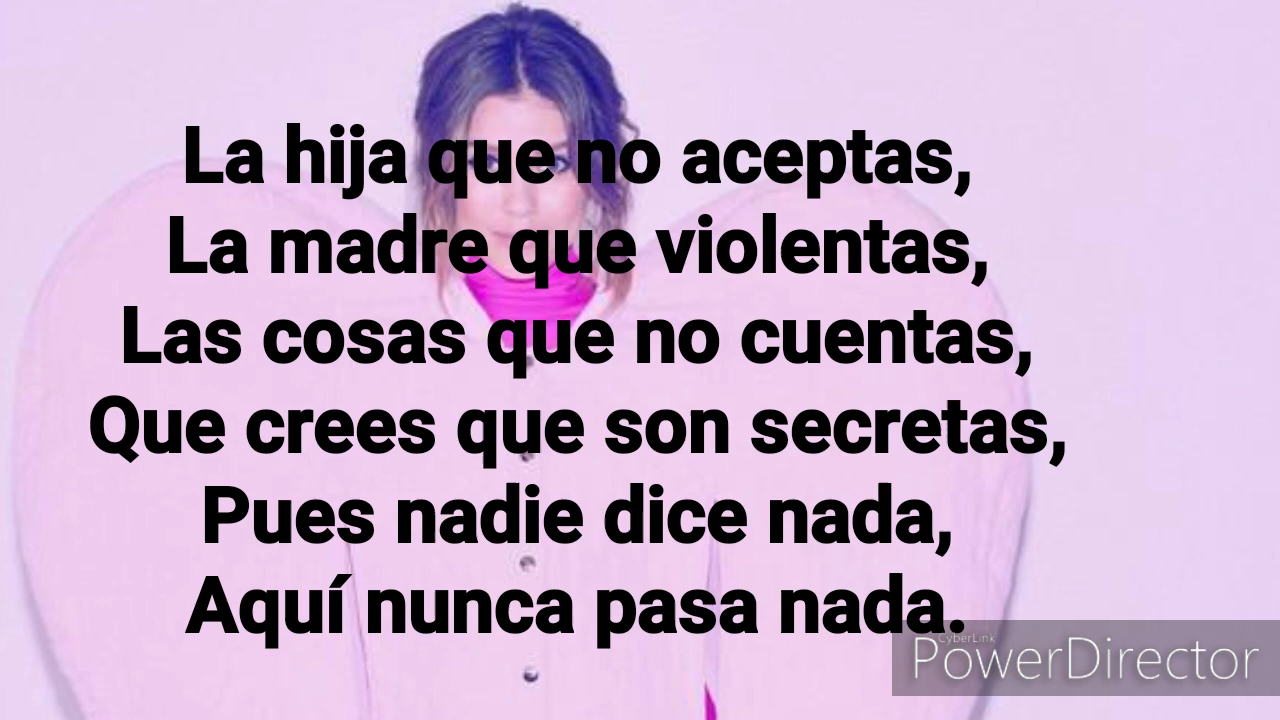 La hija que no aceptas,
La madre que violentas,
Las cosas que no cuentas,
Que crees que son secretas,
Pues nadie dice nada,
Aquí nunca pasa nada.
CyberLink
PowerDirector